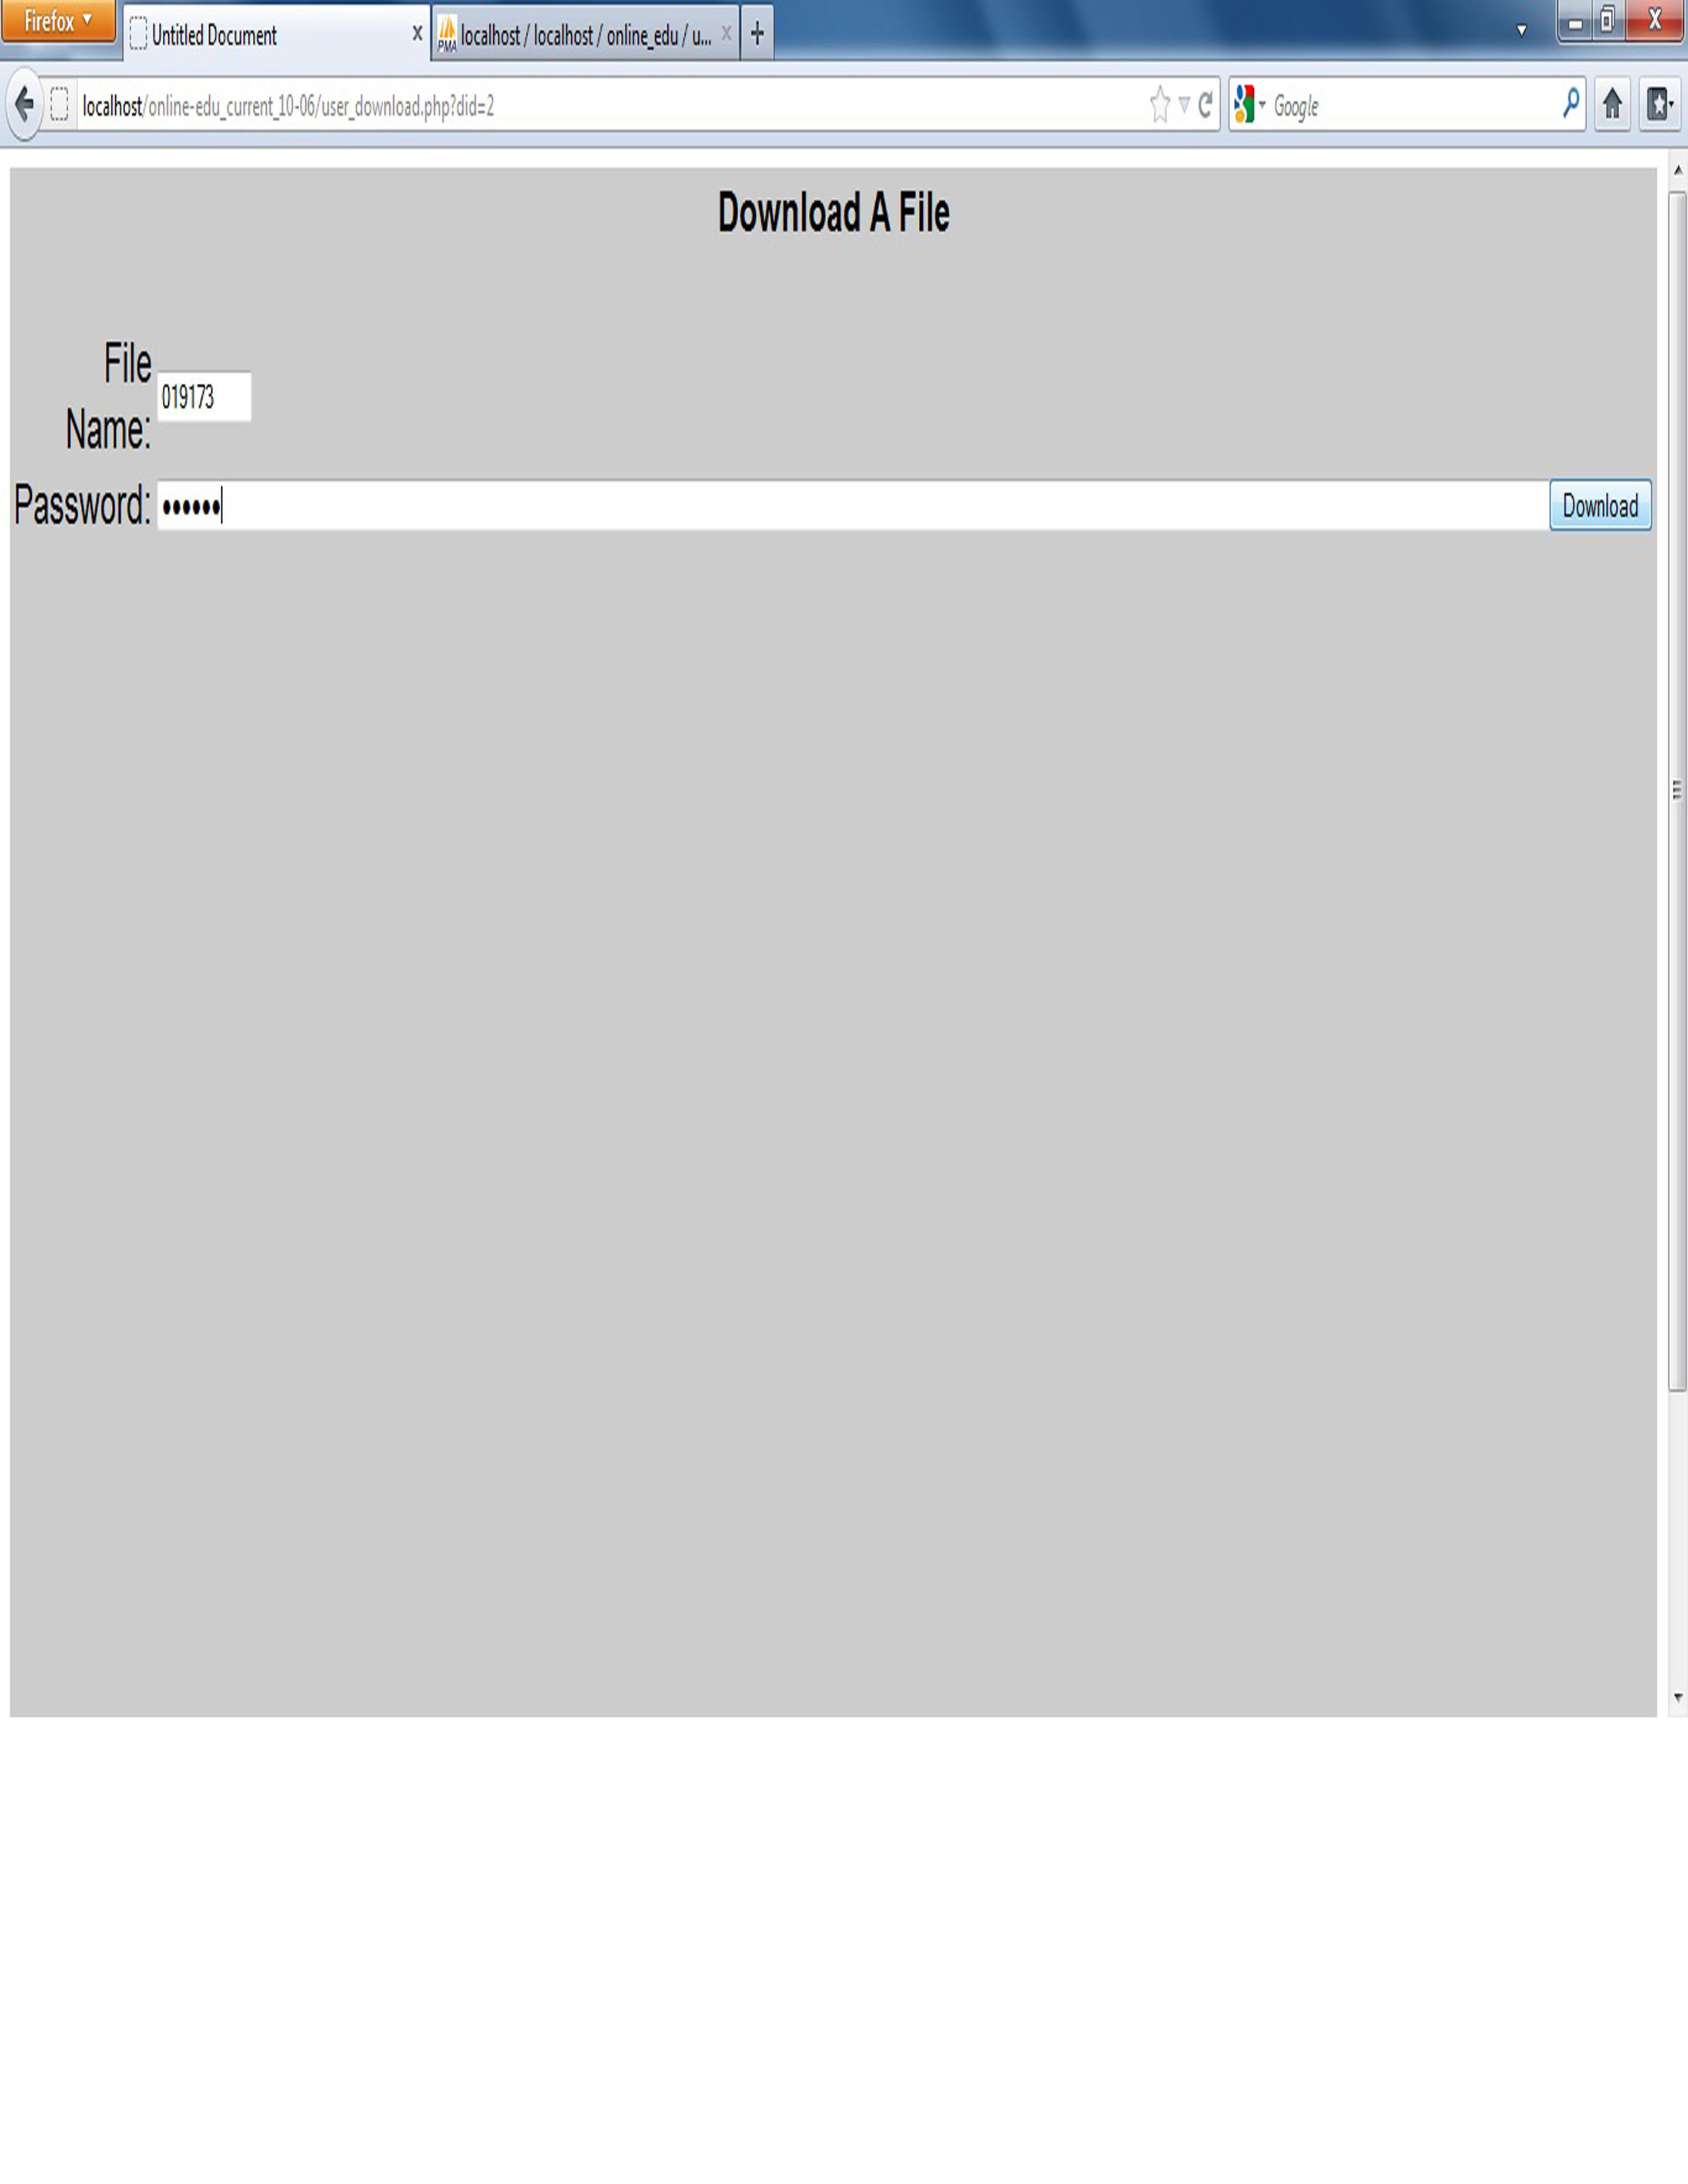 Firefox
Untitled Document
PMA localhost / localhost / online_edu / u...
localhost/online-edu_current_10-06/user_download.php?did=2
Google
Download A File
File
Name:
019173
Password: ••••••
Download